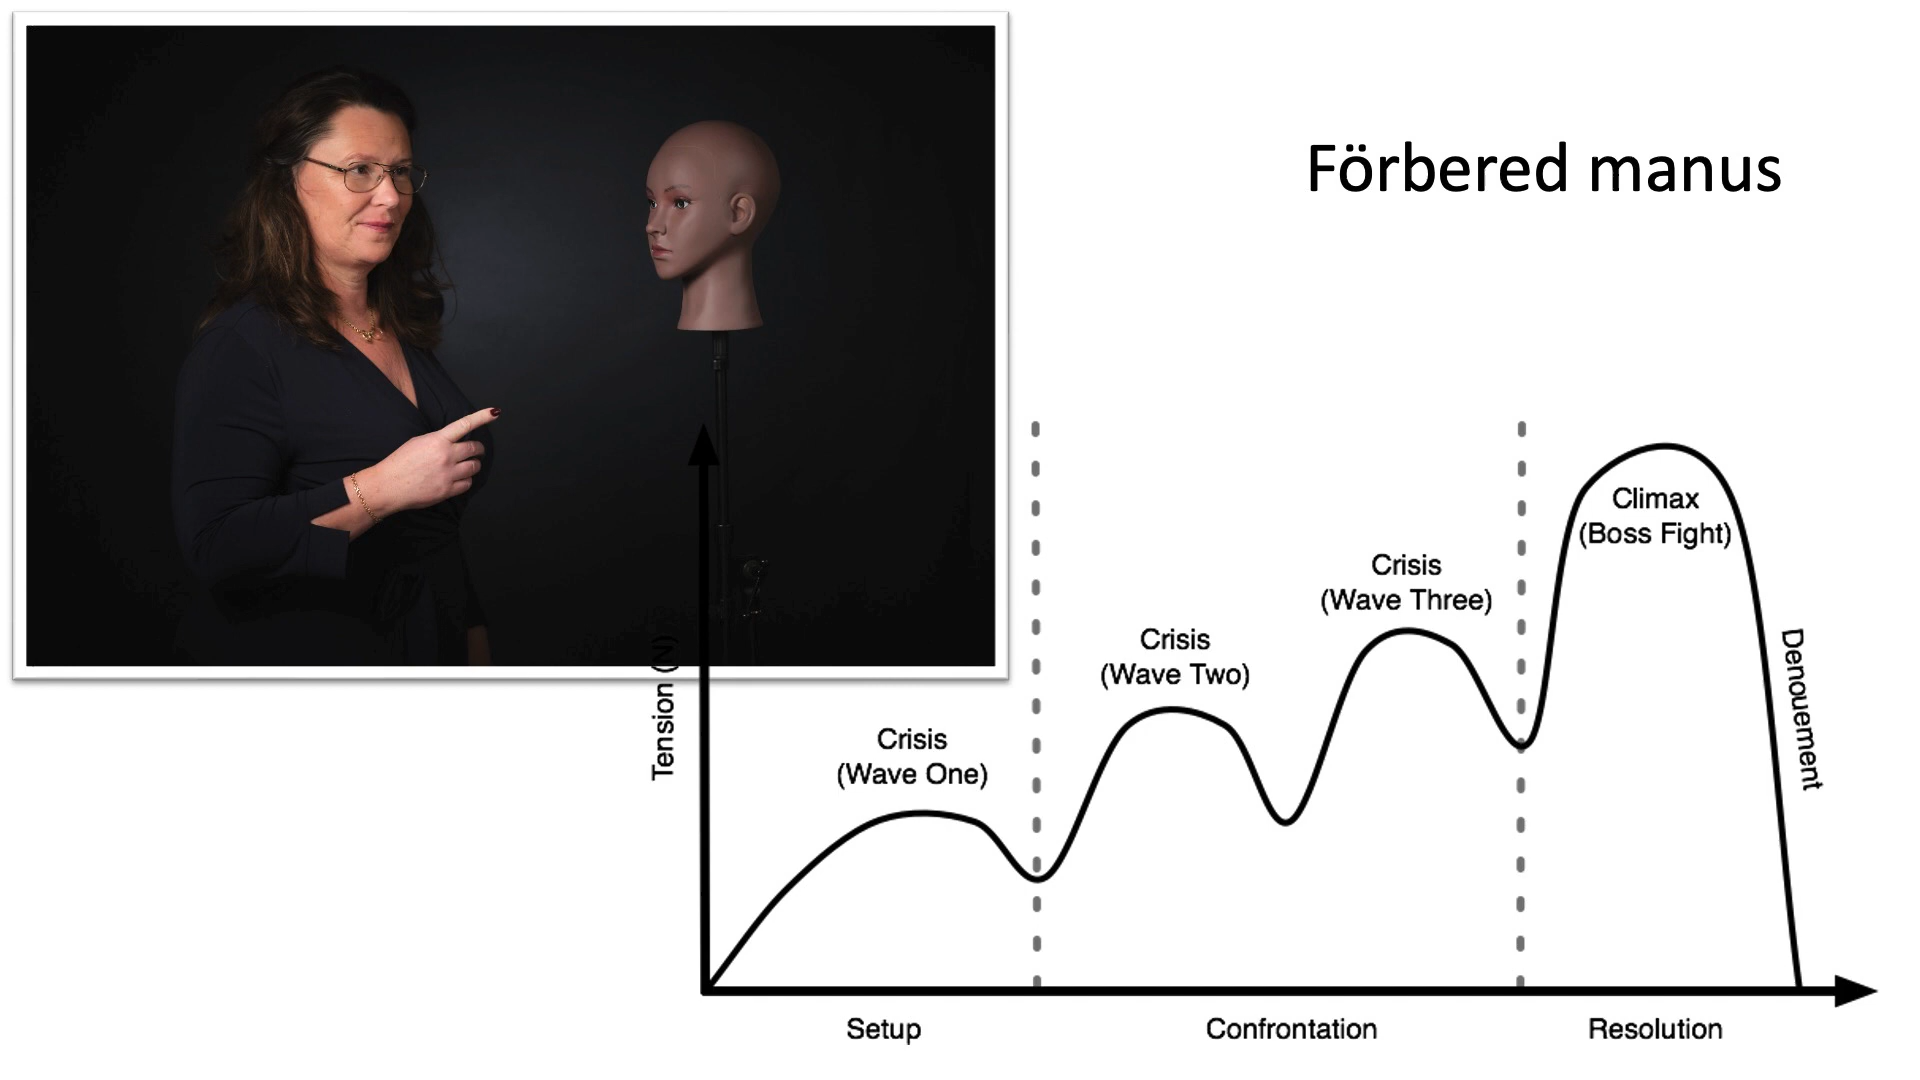 Förbered manus
Climax
(Boss Fight)
Crisis
(Wave Three)
Crisis
(Wave Two)
Crisis
(Wave One)
Tension (N)
Denouement
Setup
Confrontation
Resolution